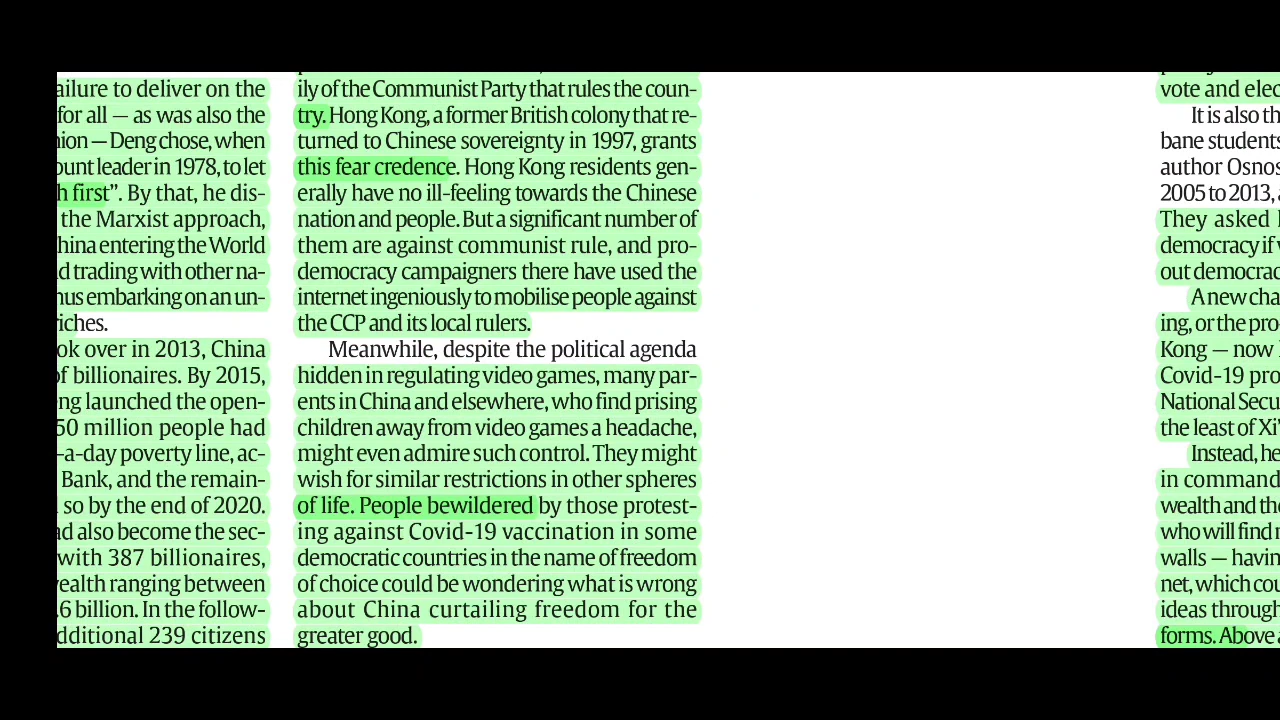 ailure to deliver on the
for all — as was also the
nion — Deng chose, when
ount leader in 1978, to let
h first”. By that, he dis-
the Marxist approach,
hina entering the World
d trading with other na-
nus embarking on an un-
riches.
ok over in 2013, China
of billionaires. By 2015,
ng launched the open-
50 million people had
-a-day poverty line, ac-
Bank, and the remain-
so by the end of 2020.
ad also become the sec-
with 387 billionaires,
ealth ranging between
.6 billion. In the follow-
dditional 239 citizens
ily of the Communist Party that rules the coun-
try. Hong Kong, a former British colony that re-
turned to Chinese sovereignty in 1997, grants
this fear credence. Hong Kong residents gen-
erally have no ill-feeling towards the Chinese
nation and people. But a significant number of
them are against communist rule, and pro-
democracy campaigners there have used the
internet ingeniously to mobilise people against
the CCP and its local rulers.
Meanwhile, despite the political agenda
hidden in regulating video games, many par-
ents in China and elsewhere, who find prising
children away from video games a headache,
might even admire such control. They might
wish for similar restrictions in other spheres
of life. People bewildered by those protest-
ing against Covid-19 vaccination in some
democratic countries in the name of freedom
of choice could be wondering what is wrong
about China curtailing freedom for the
greater good.
vote and elec
It is also th
bane students
author Osnos
2005 to 2013, a
They asked
democracy if
out democrac
A new cha
ing, or the pro-
Kong — now
Covid-19 pro
National Secu
the least of Xi’
Instead, he
in command
wealth and the
who will find
walls — havin
net, which cou
ideas through
forms. Above a